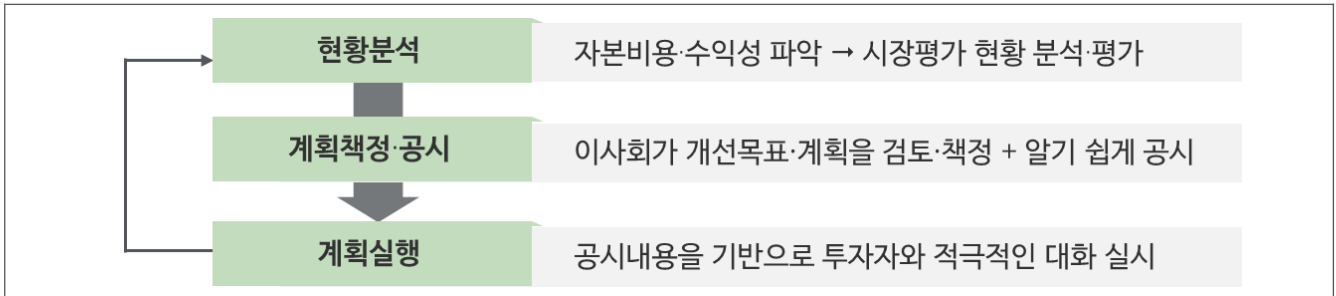 현황분석
자본비용·수익성 파악 → 시장평가 현황 분석·평가
계획책정·공시
이사회가 개선목표·계획을 검토·책정 + 알기 쉽게 공시
계획실행
공시내용을 기반으로 투자자와 적극적인 대화 실시